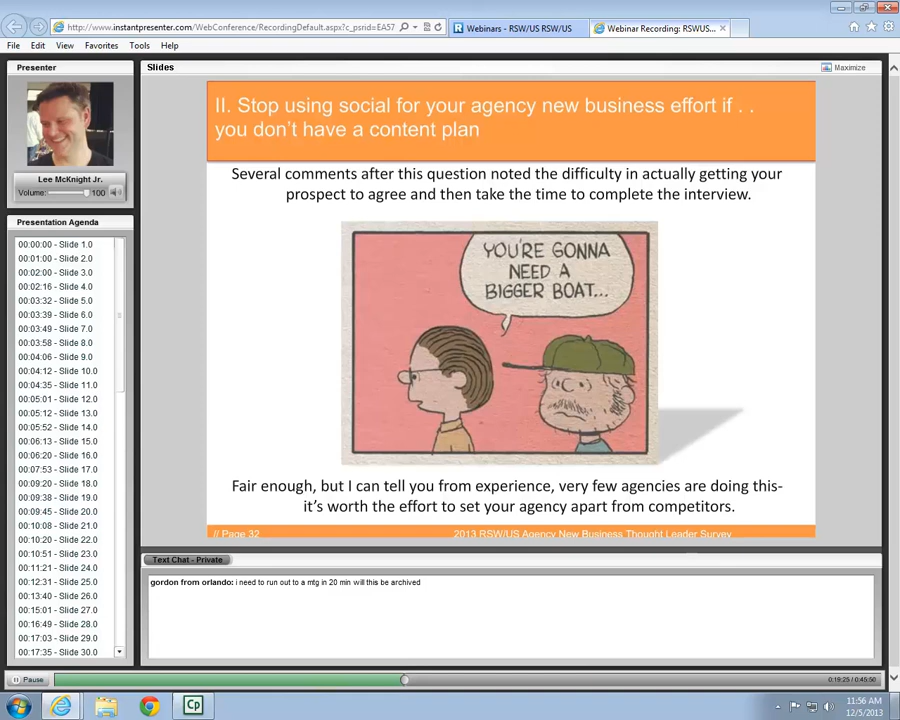 http://www.instantpresenter.com/WebConference/RecordingDefault.aspx?c_psrid=EA57
Webinars - RSW/US RSW/US
Webinar Recording: RSWUS...
File Edit View Favorites Tools Help
Presenter
Lee McKnight Jr.
Volume: 100
Presentation Agenda
00:00:00 - Slide 1.0
00:01:00 - Slide 2.0
00:02:00 - Slide 3.0
00:02:16 - Slide 4.0
00:03:32 - Slide 5.0
00:03:39 - Slide 6.0
00:03:49 - Slide 7.0
00:03:58 - Slide 8.0
00:04:06 - Slide 9.0
00:04:12 - Slide 10.0
00:04:35 - Slide 11.0
00:05:01 - Slide 12.0
00:05:12 - Slide 13.0
00:05:52 - Slide 14.0
00:06:13 - Slide 15.0
00:06:20 - Slide 16.0
00:07:53 - Slide 17.0
00:09:20 - Slide 18.0
00:09:38 - Slide 19.0
00:09:45 - Slide 20.0
00:10:08 - Slide 21.0
00:10:20 - Slide 22.0
00:10:51 - Slide 23.0
00:11:21 - Slide 24.0
00:12:31 - Slide 25.0
00:13:40 - Slide 26.0
00:15:01 - Slide 27.0
00:16:49 - Slide 28.0
00:17:03 - Slide 29.0
00:17:35 - Slide 30.0
Slides
Maximize
II. Stop using social for your agency new business effort if . .
you don't have a content plan
Several comments after this question noted the difficulty in actually getting your
prospect to agree and then take the time to complete the interview.
YOU'RE GONNA
NEED A
BIGGER BOAT...
Fair enough, but I can tell you from experience, very few agencies are doing this-
it's worth the effort to set your agency apart from competitors.
// Page 32 2013 RSW/US Agency New Business Thought Leader Survey
Text Chat - Private
gordon from orlando: i need to run out to a mtg in 20 min will this be archived
Pause
0:19:25 / 0:45:50
Cp
11:56 AM
12/5/2013